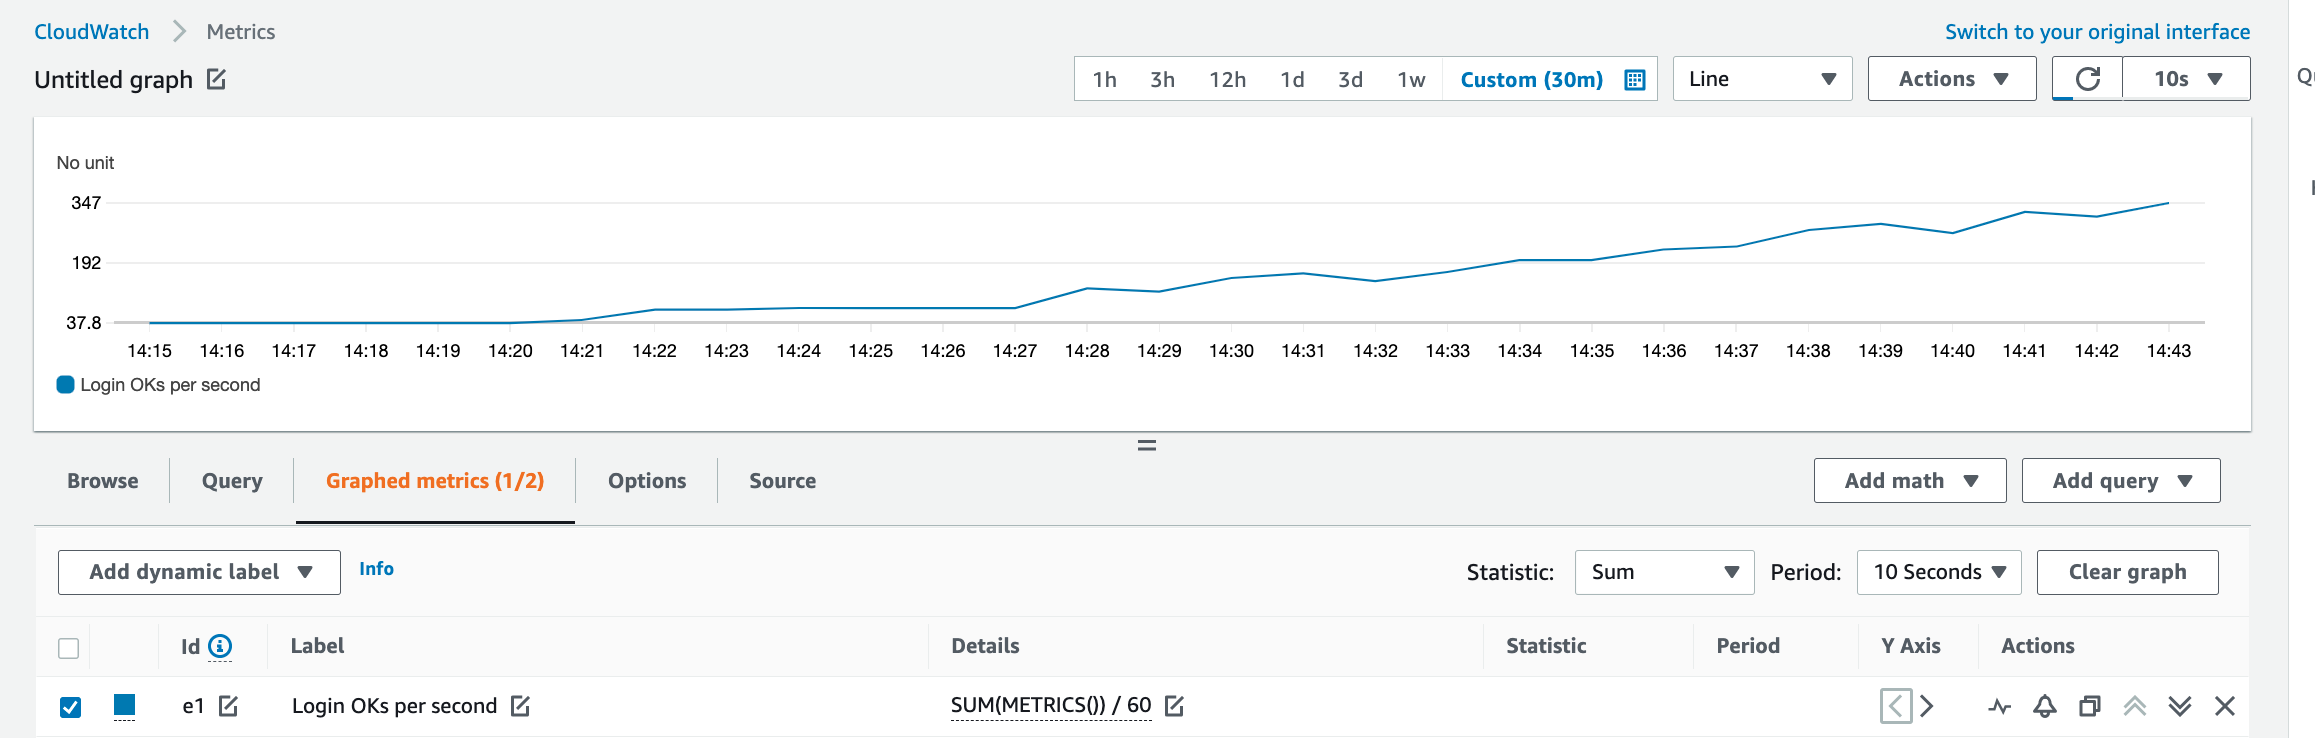 CloudWatch Metrics Switch to your original interface
Untitled graph 1h 3h 12h 1d 3d 1w Custom (30m) Line Actions 10s
No unit
347
192
37.8
14:15 14:16 14:17 14:18 14:19 14:20 14:21 14:22 14:23 14:24 14:25 14:26 14:27 14:28 14:29 14:30 14:31 14:32 14:33 14:34 14:35 14:36 14:37 14:38 14:39 14:40 14:41 14:42 14:43
Login OKs per second
Browse Query Graphed metrics (1/2) Options Source Add math Add query
Add dynamic label Info Statistic: Sum Period: 10 Seconds Clear graph
Id Label Details Statistic Period Y Axis Actions
e1 Login OKs per second SUM(METRICS()) / 60